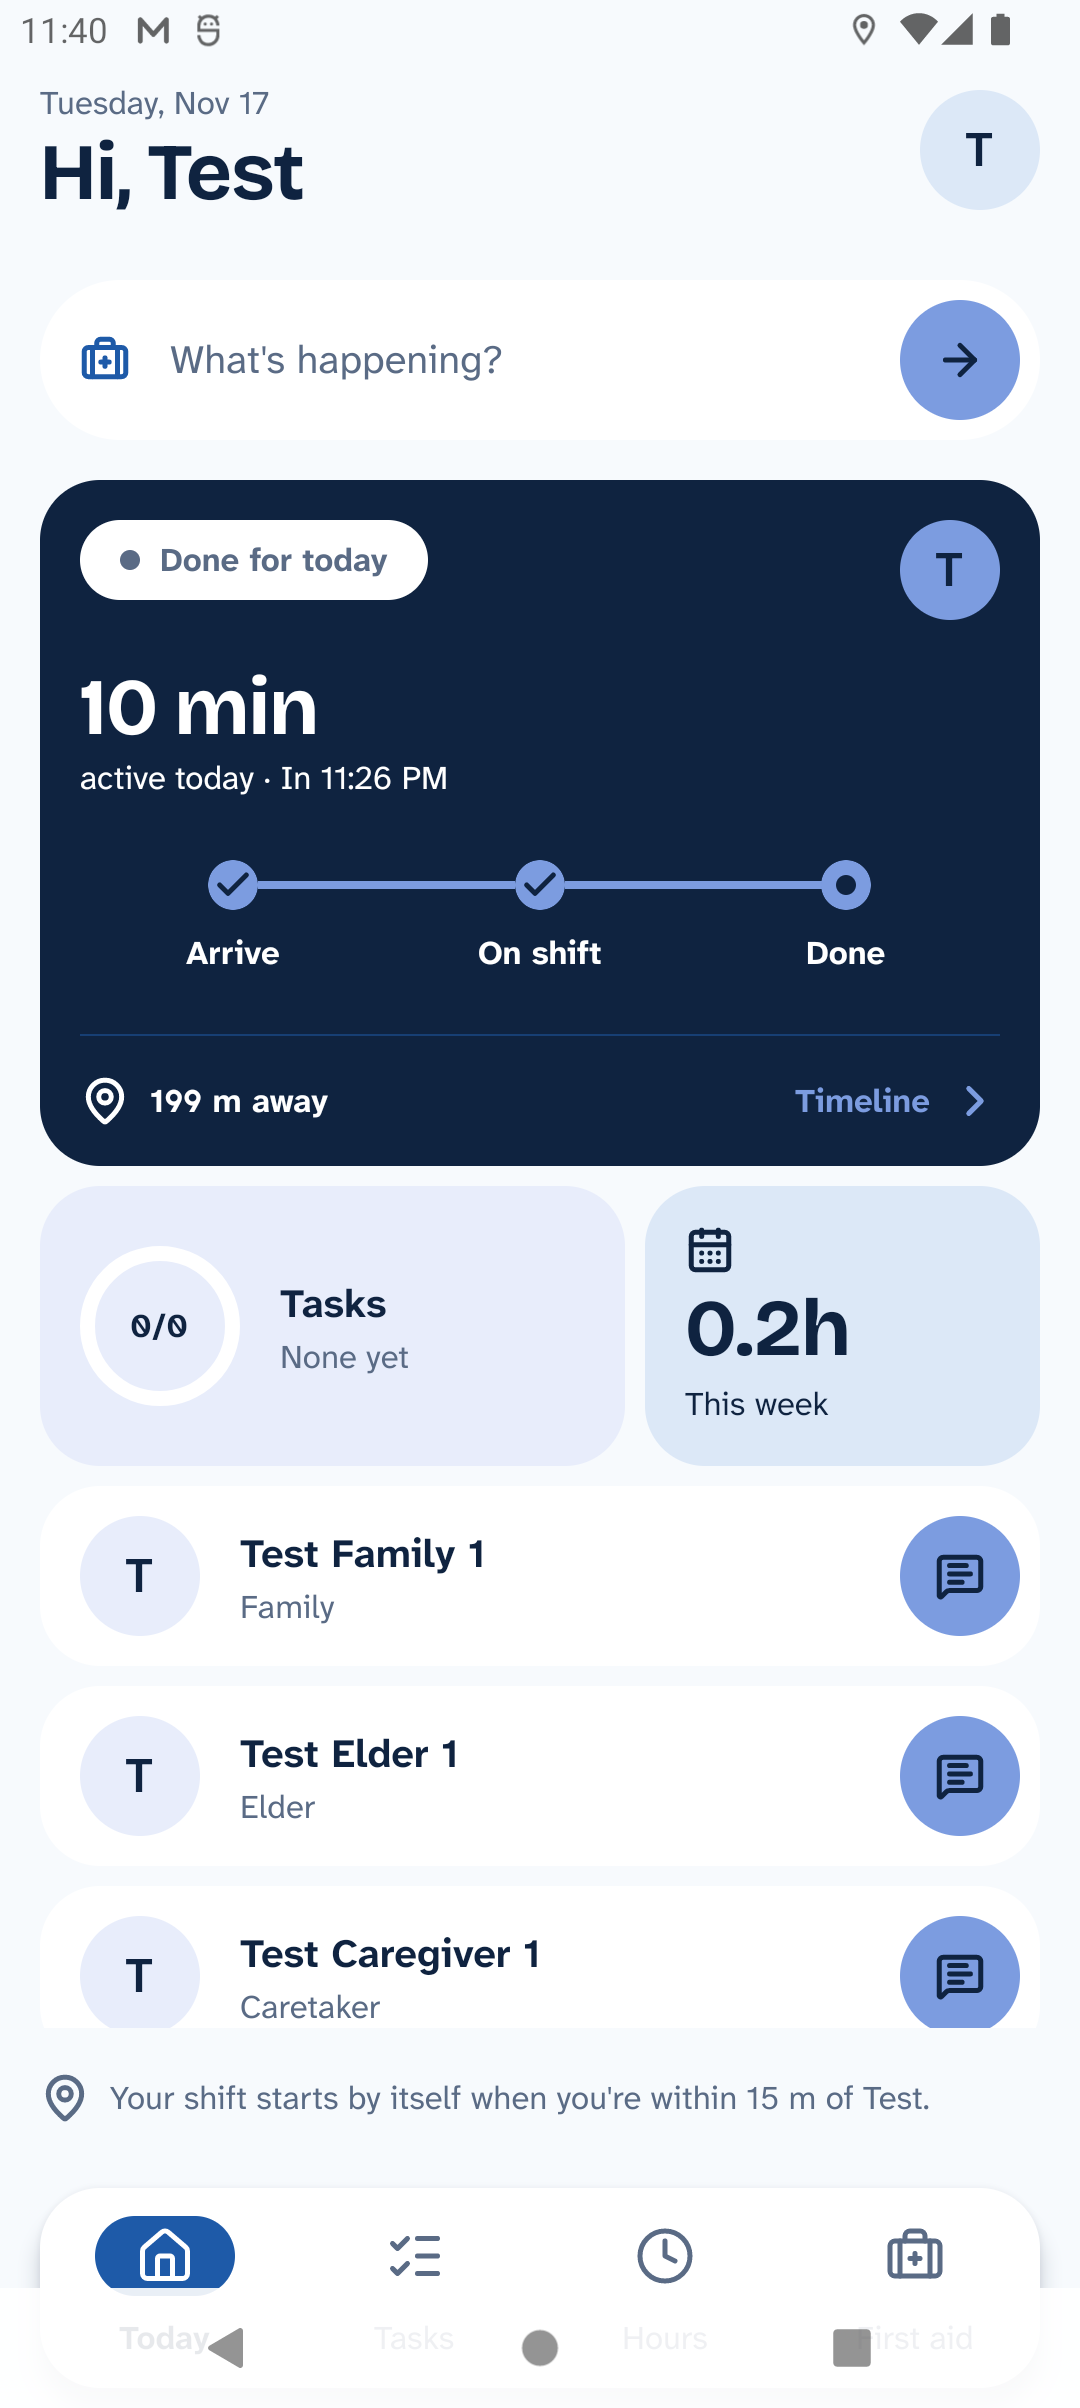 11:40
Tuesday, Nov 17
Hi, Test
T
What's happening?
Done for today
T
10 min
active today · In 11:26 PM
Arrive
On shift
Done
199 m away
Timeline
0/0
Tasks
None yet
0.2h
This week
T
Test Family 1
Family
T
Test Elder 1
Elder
T
Test Caregiver 1
Caretaker
Your shift starts by itself when you're within 15 m of Test.
Today
Tasks
Hours
First aid